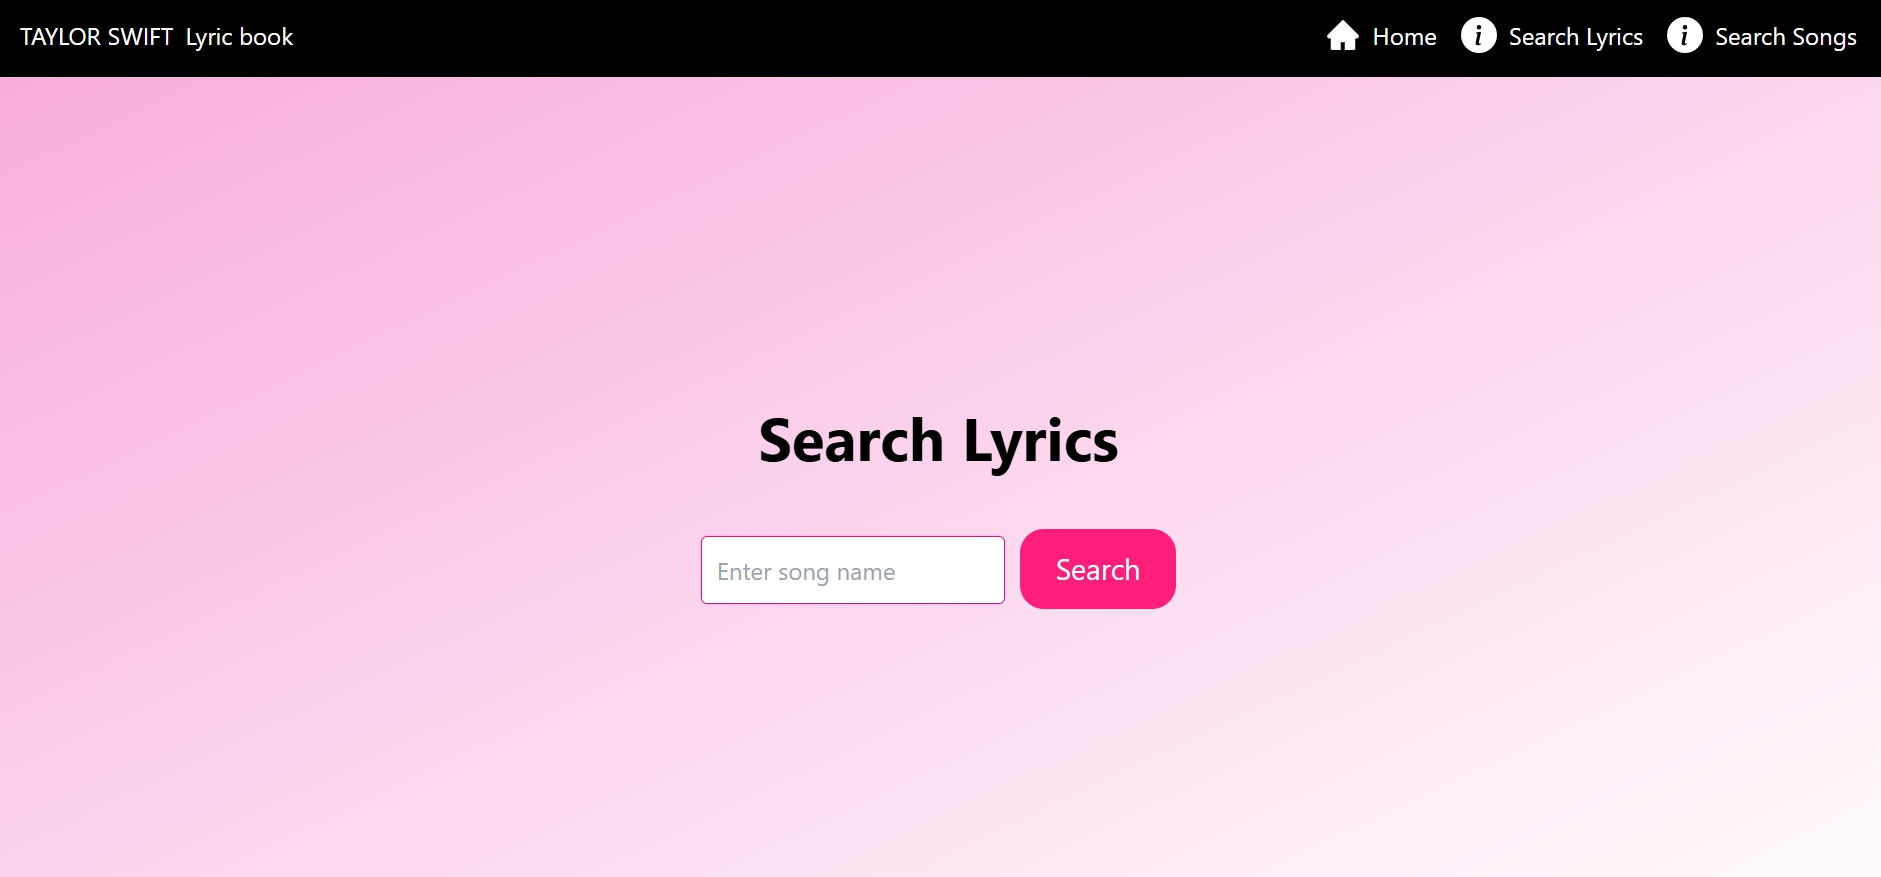 TAYLOR SWIFT Lyric book
Home
Search Lyrics
Search Songs
Search Lyrics
Enter song name
Search